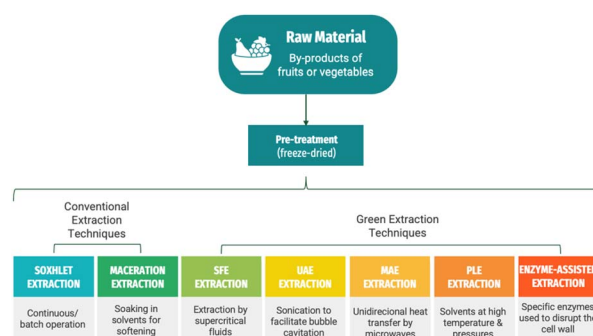 Raw Material
By-products of
fruits or vegetables
Pre-treatment
(freeze-dried)
Conventional
Extraction
Techniques
Green Extraction
Techniques
SOXHLET
EXTRACTION
MACERATION
EXTRACTION
SFE
EXTRACTION
UAE
EXTRACTION
MAE
EXTRACTION
PLE
EXTRACTION
ENZYME-ASSISTE
EXTRACTION
Continuous/
batch operation
Soaking in
solvents for
softening
Extraction by
supercritical
fluids
Sonication to
facilitate bubble
cavitation
Unidirecional heat
transfer by
microwaves
Solvents at high
temperature &
pressures
Specific enzymes
used to disrupt the
cell wall